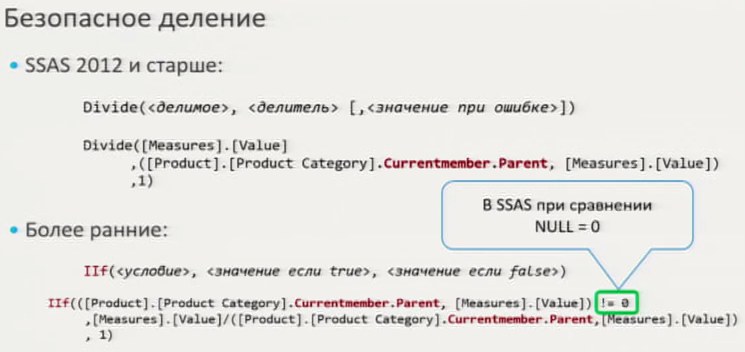 Безопасное деление
• SSAS 2012 и старше:
Divide(<делимое>, <делитель> [,<значение при ошибке>])
Divide([Measures].[Value]
,([Product].[Product Category].Currentmember.Parent, [Measures].[Value])
,1)
В SSAS при сравнении
NULL = 0
• Более ранние:
IIf(<условие>, <значение если true>, <значение если false>)
IIf(([Product].[Product Category].Currentmember.Parent, [Measures].[Value]) != 0
,[Measures].[Value]/([Product].[Product Category].Currentmember.Parent,[Measures].[Value])
, 1)